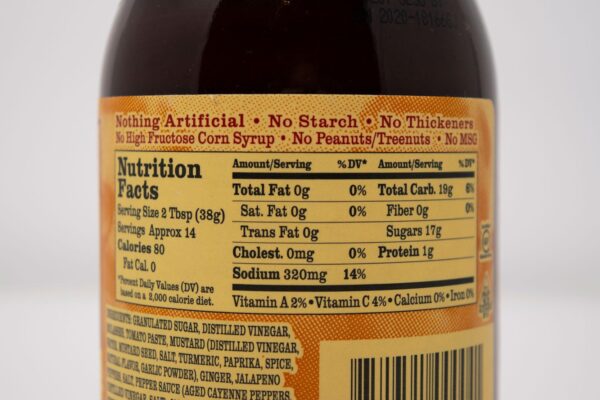 2020-181666
Nothing Artificial • No Starch • No Thickeners
No High Fructose Corn Syrup • No Peanuts/Treenuts • No MSG
Nutrition
Facts
Serving Size 2 Tbsp (38g)
Servings Approx 14
Calories 80
Fat Cal. 0
*Percent Daily Values (DV) are
based on a 2,000 calorie diet.
Amount/Serving %DV* Amount/Serving %DV*
Total Fat 0g 0% Total Carb. 19g 6%
Sat. Fat 0g 0% Fiber 0g 0%
Trans Fat 0g Sugars 17g
Cholest. 0mg 0% Protein 1g
Sodium 320mg 14%
Vitamin A 2% • Vitamin C 4% • Calcium 0% • Iron 0%
INGREDIENTS: GRANULATED SUGAR, DISTILLED VINEGAR,
TOMATO PASTE, MUSTARD (DISTILLED VINEGAR,
MUSTARD SEED, SALT, TURMERIC, PAPRIKA, SPICE,
FLAVOR, GARLIC POWDER), GINGER, JALAPENO
SALT, PEPPER SAUCE (AGED CAYENNE PEPPERS,
VINEGAR, SALT,